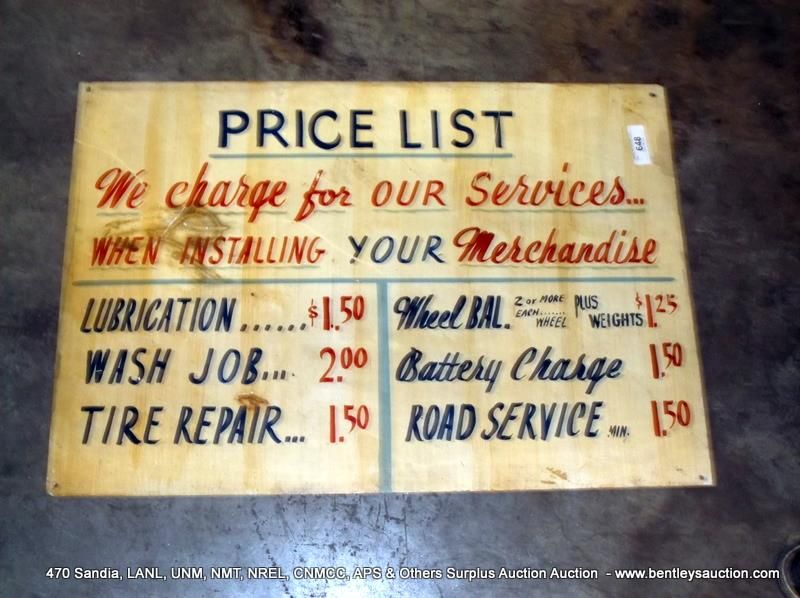 PRICE LIST
648
We charge for OUR Services...
WHEN INSTALLING YOUR Merchandise
LUBRICATION...... $1.50
WASH JOB... 2.00
TIRE REPAIR... 1.50
Wheel BAL. 2 or MORE EACH...... WHEEL PLUS WEIGHTS $1.25
Battery Charge 1.50
ROAD SERVICE MIN. 1.50
470 Sandia, LANL, UNM, NMT, NREL, CNMCC, APS & Others Surplus Auction Auction - www.bentleysauction.com